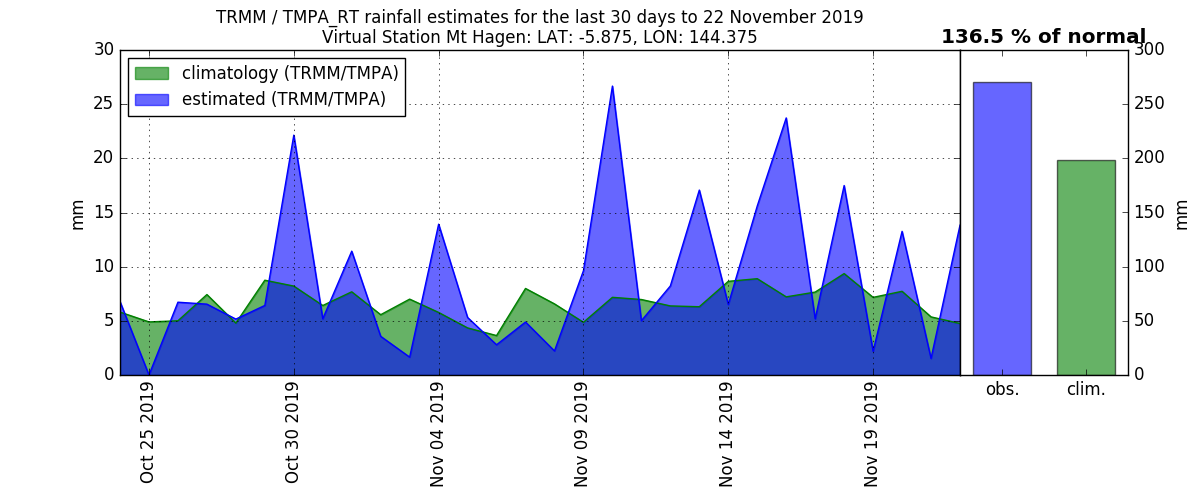 TRMM / TMPA_RT rainfall estimates for the last 30 days to 22 November 2019
Virtual Station Mt Hagen: LAT: -5.875, LON: 144.375
136.5 % of normal
climatology (TRMM/TMPA)
estimated (TRMM/TMPA)
mm
30
25
20
15
10
5
0
Oct 25 2019
Oct 30 2019
Nov 04 2019
Nov 09 2019
Nov 14 2019
Nov 19 2019
obs.
clim.
300
250
200
150
100
50
0
mm